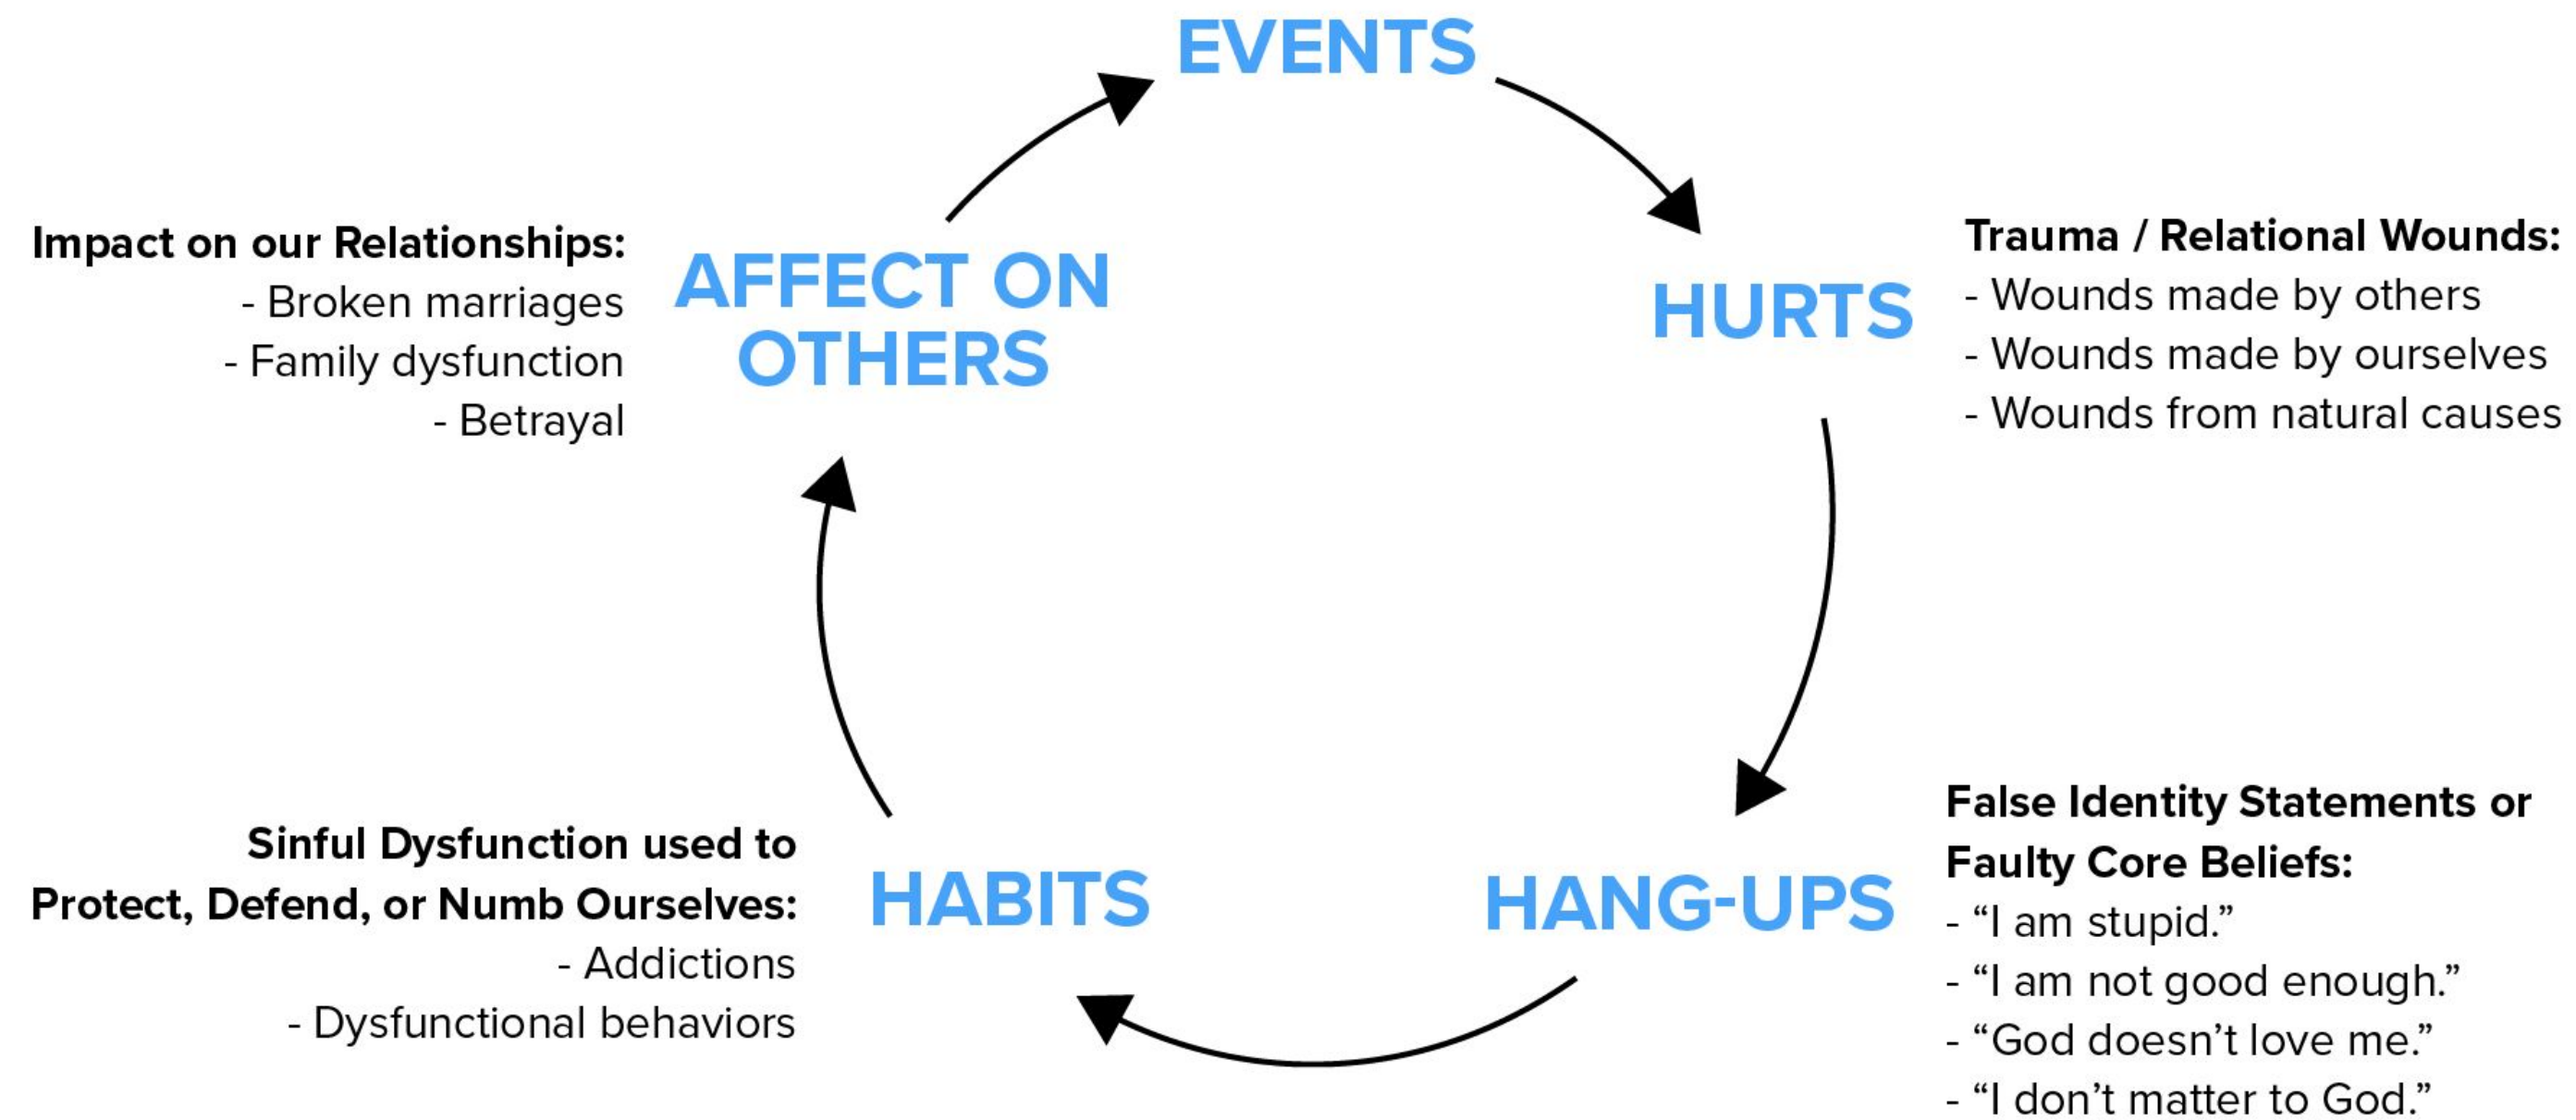 EVENTS
HURTS
Trauma / Relational Wounds:
- Wounds made by others
- Wounds made by ourselves
- Wounds from natural causes
HANG-UPS
False Identity Statements or
Faulty Core Beliefs:
- “I am stupid.”
- “I am not good enough.”
- “God doesn’t love me.”
- “I don’t matter to God.”
HABITS
Sinful Dysfunction used to
Protect, Defend, or Numb Ourselves:
- Addictions
- Dysfunctional behaviors
AFFECT ON
OTHERS
Impact on our Relationships:
- Broken marriages
- Family dysfunction
- Betrayal